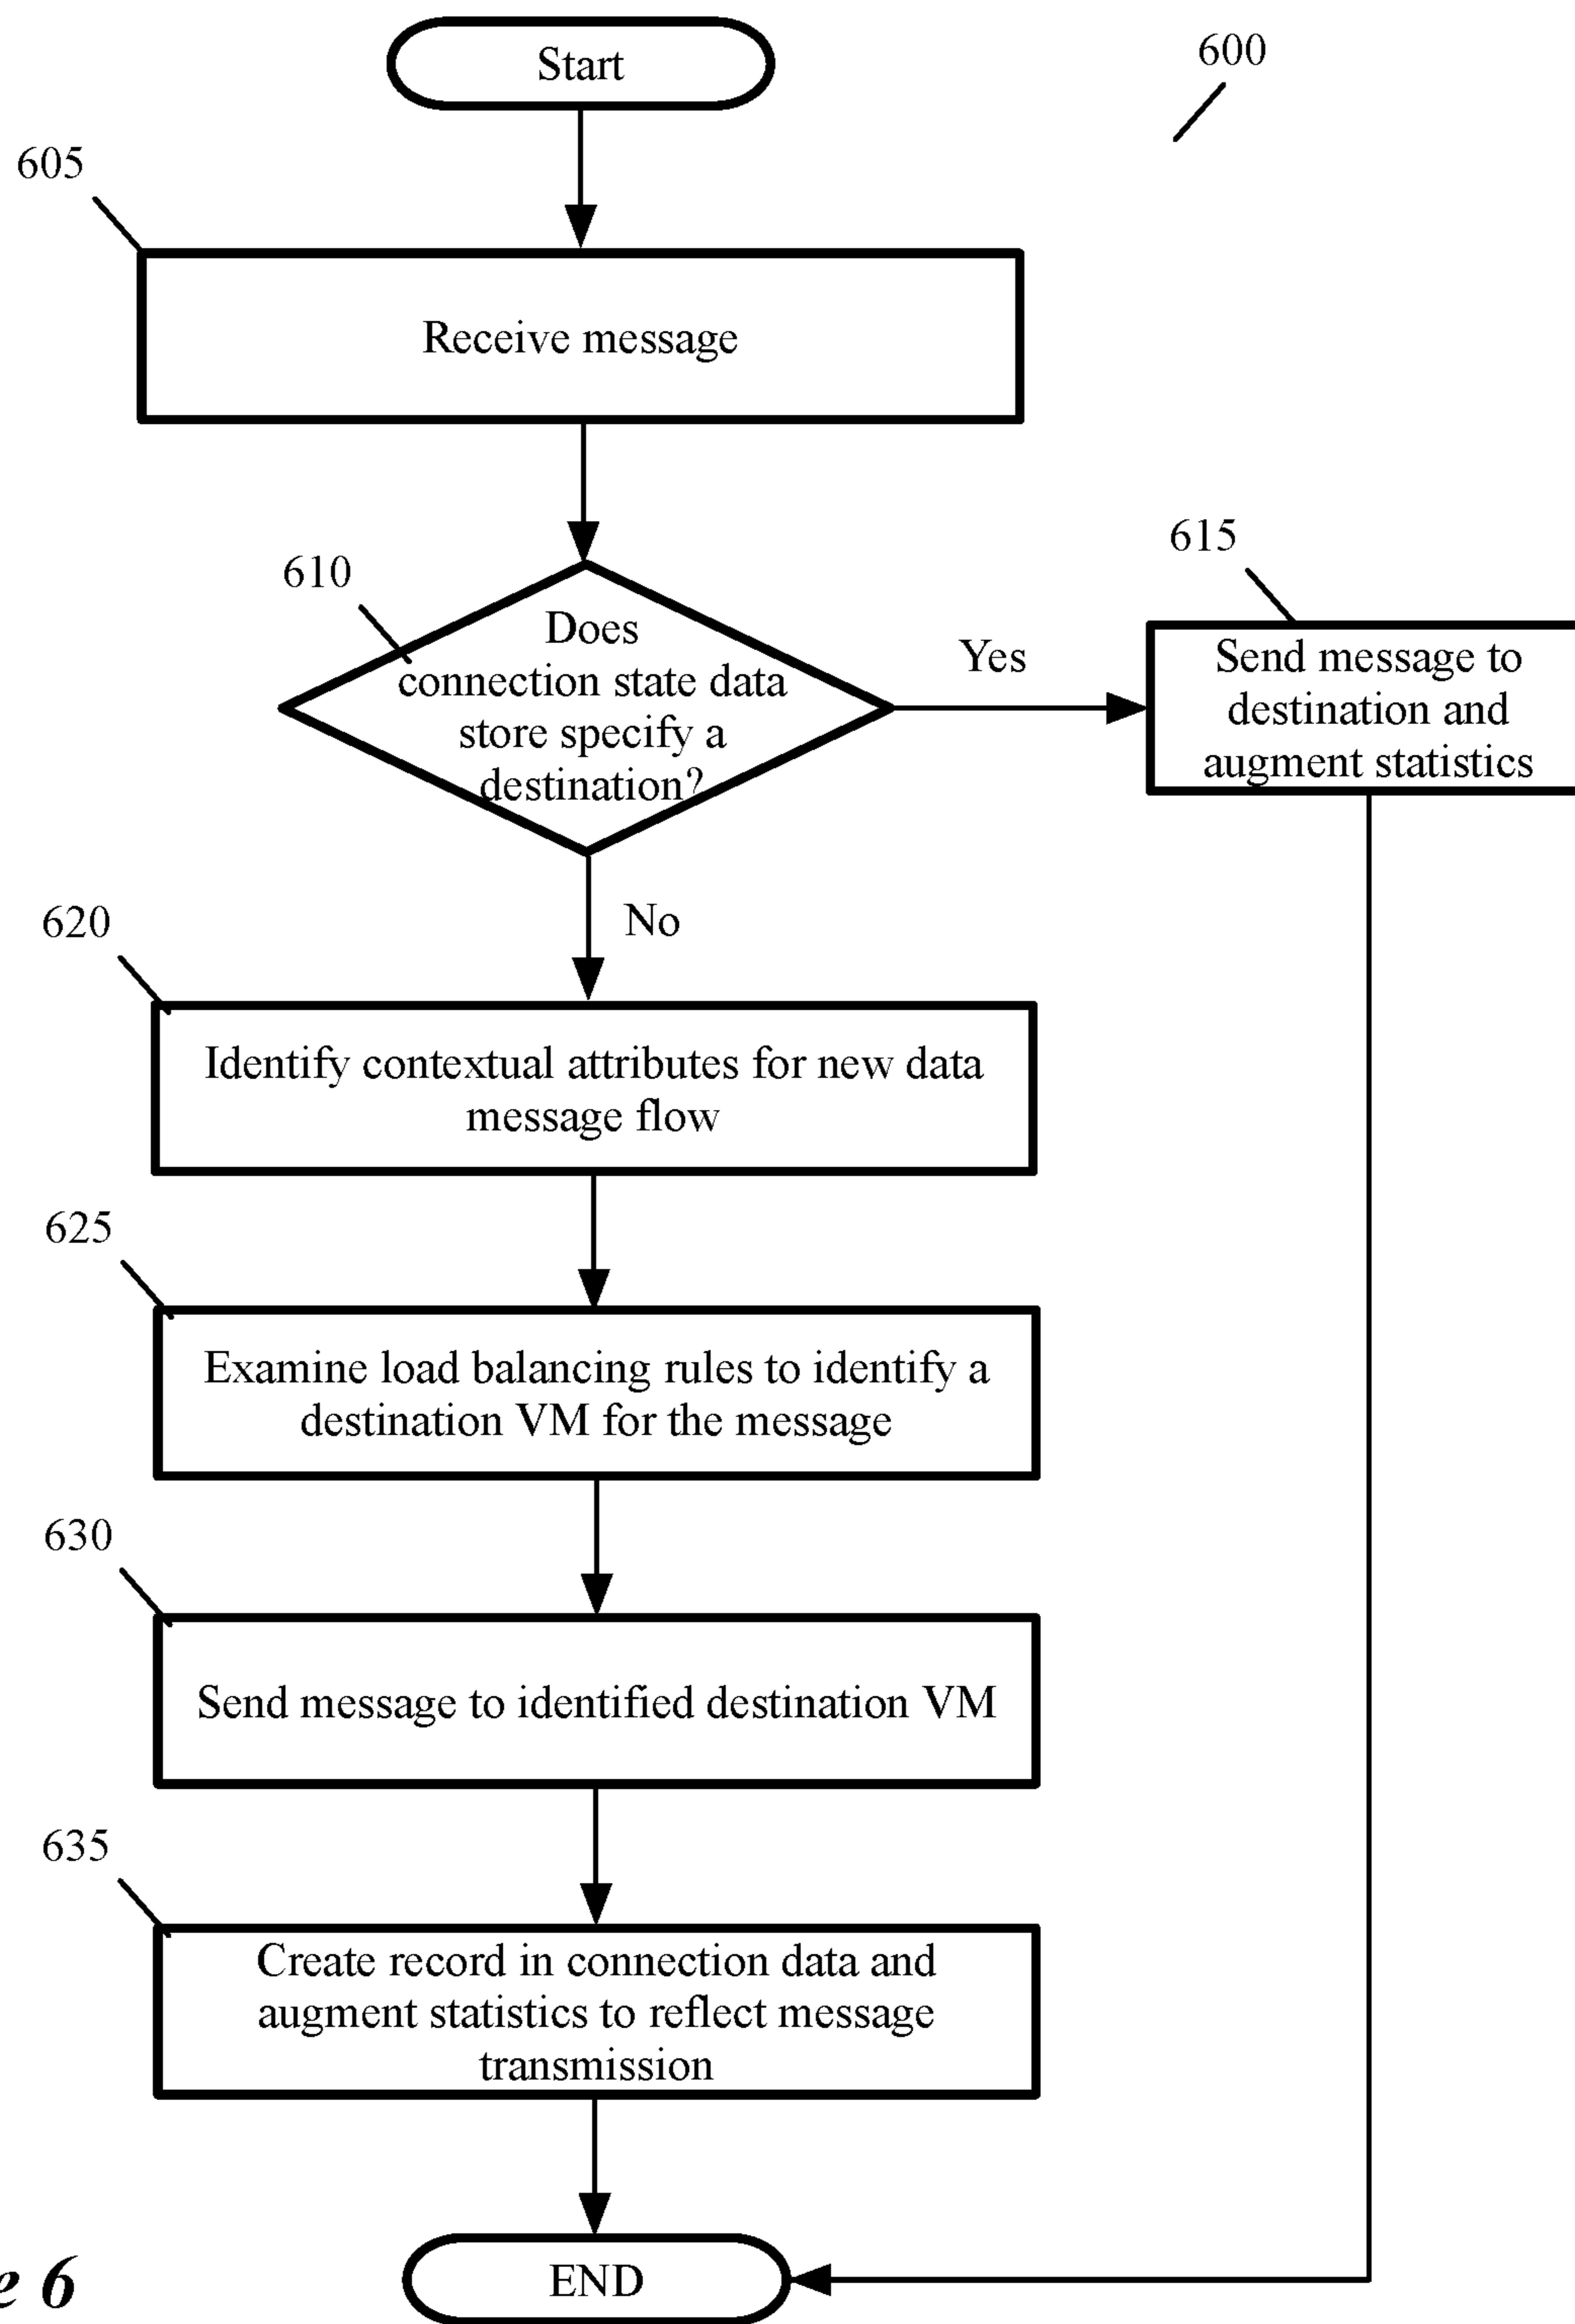 Start
600
605
Receive message
610
Does
connection state data
store specify a
destination?
Yes
615
Send message to
destination and
augment statistics
No
620
Identify contextual attributes for new data
message flow
625
Examine load balancing rules to identify a
destination VM for the message
630
Send message to identified destination VM
635
Create record in connection data and
augment statistics to reflect message
transmission
END
e 6